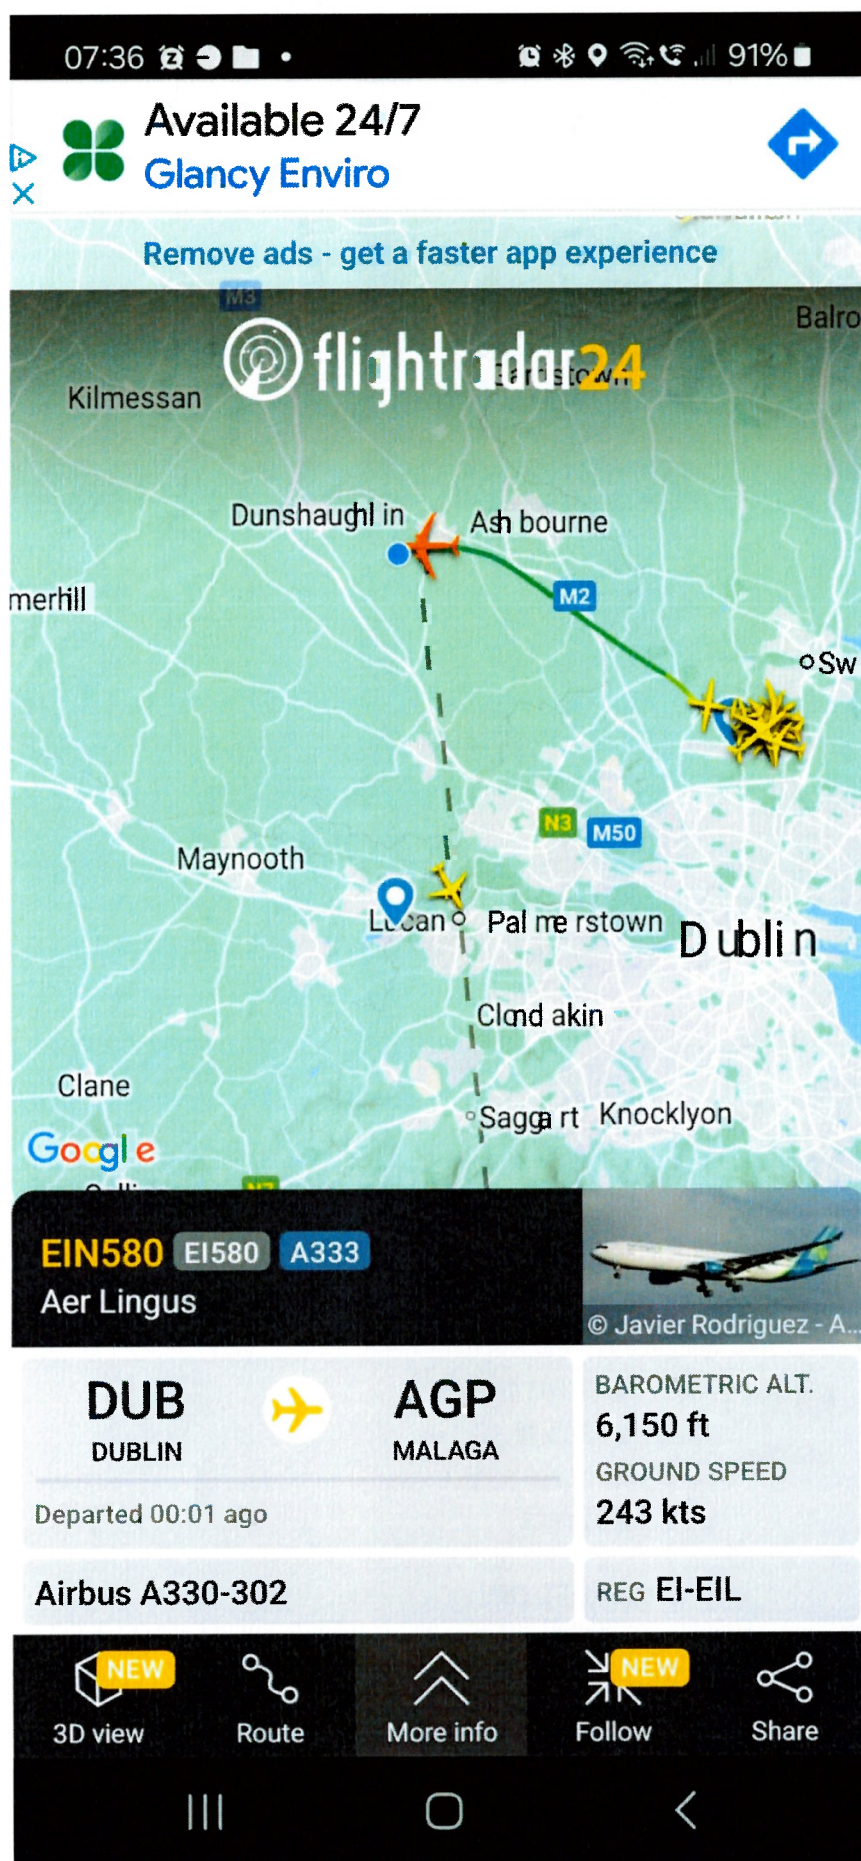 07:36
91%
Available 24/7
Glancy Enviro
Remove ads - get a faster app experience
M3
Balro
flightradar24
Kilmessan
Dunshaughlin
Ashbourne
merhill
M2
Sw
N3
M50
Maynooth
Lucan
Palmerstown
Dublin
Clondakin
Clane
Saggart
Knocklyon
Google
N7
EIN580 EI580 A333
Aer Lingus
© Javier Rodriguez - A...
DUB
DUBLIN
AGP
MALAGA
Departed 00:01 ago
BAROMETRIC ALT.
6,150 ft
GROUND SPEED
243 kts
Airbus A330-302
REG EI-EIL
NEW
NEW
3D view
Route
More info
Follow
Share